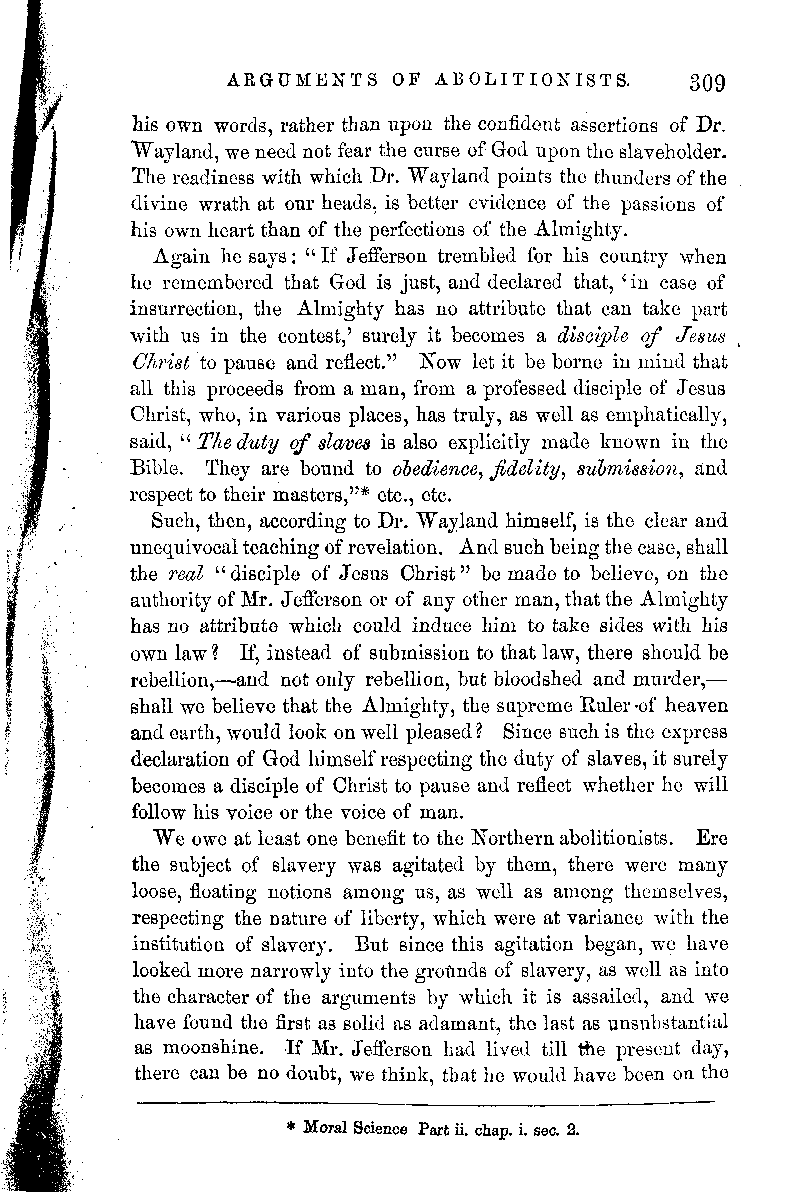 ARGUMENTS OF ABOLITIONISTS. 309
his own words, rather than upon the confident assertions of Dr.
Wayland, we need not fear the curse of God upon the slaveholder.
The readiness with which Dr. Wayland points the thunders of the
divine wrath at our heads, is better evidence of the passions of
his own heart than of the perfections of the Almighty.
Again he says: “If Jefferson trembled for his country when
he remembered that God is just, and declared that, ‘in case of
insurrection, the Almighty has no attribute that can take part
with us in the contest,’ surely it becomes a disciple of Jesus
Christ to pause and reflect.” Now let it be borne in mind that
all this proceeds from a man, from a professed disciple of Jesus
Christ, who, in various places, has truly, as well as emphatically,
said, “The duty of slaves is also explicitly made known in the
Bible. They are bound to obedience, fidelity, submission, and
respect to their masters,”* etc., etc.
Such, then, according to Dr. Wayland himself, is the clear and
unequivocal teaching of revelation. And such being the case, shall
the real “disciple of Jesus Christ” be made to believe, on the
authority of Mr. Jefferson or of any other man, that the Almighty
has no attribute which could induce him to take sides with his
own law? If, instead of submission to that law, there should be
rebellion,—and not only rebellion, but bloodshed and murder,—
shall we believe that the Almighty, the supreme Ruler of heaven
and earth, would look on well pleased? Since such is the express
declaration of God himself respecting the duty of slaves, it surely
becomes a disciple of Christ to pause and reflect whether he will
follow his voice or the voice of man.
We owe at least one benefit to the Northern abolitionists. Ere
the subject of slavery was agitated by them, there were many
loose, floating notions among us, as well as among themselves,
respecting the nature of liberty, which were at variance with the
institution of slavery. But since this agitation began, we have
looked more narrowly into the grounds of slavery, as well as into
the character of the arguments by which it is assailed, and we
have found the first as solid as adamant, the last as unsubstantial
as moonshine. If Mr. Jefferson had lived till the present day,
there can be no doubt, we think, that he would have been on the
* Moral Science Part ii. chap. i. sec. 2.